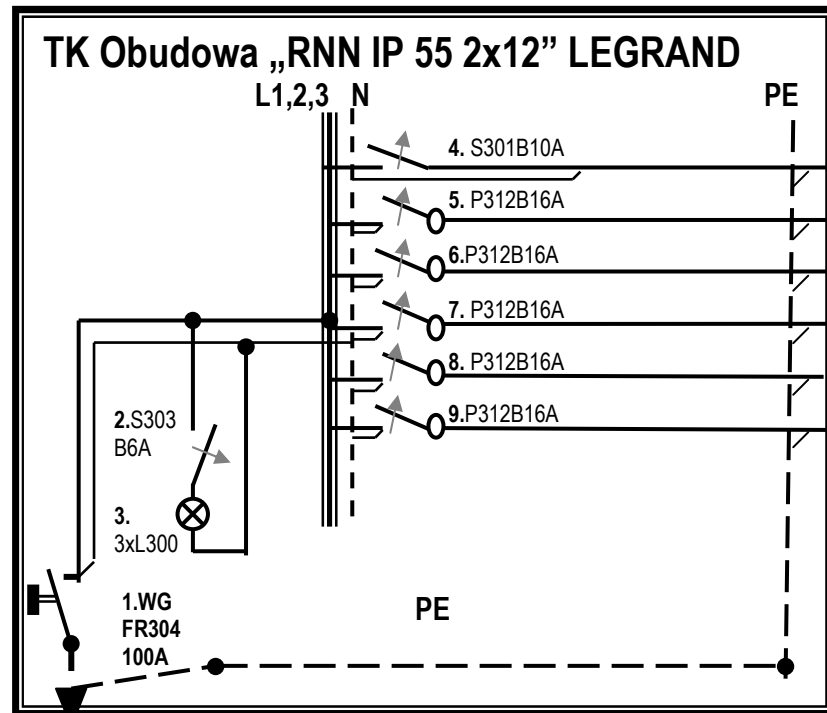 TK Obudowa „RNN IP 55 2x12” LEGRAND
L1,2,3 N PE
4. S301B10A
5. P312B16A
6.P312B16A
7. P312B16A
8. P312B16A
9.P312B16A
2.S303
B6A
3.
3xL300
1.WG
FR304
100A
PE